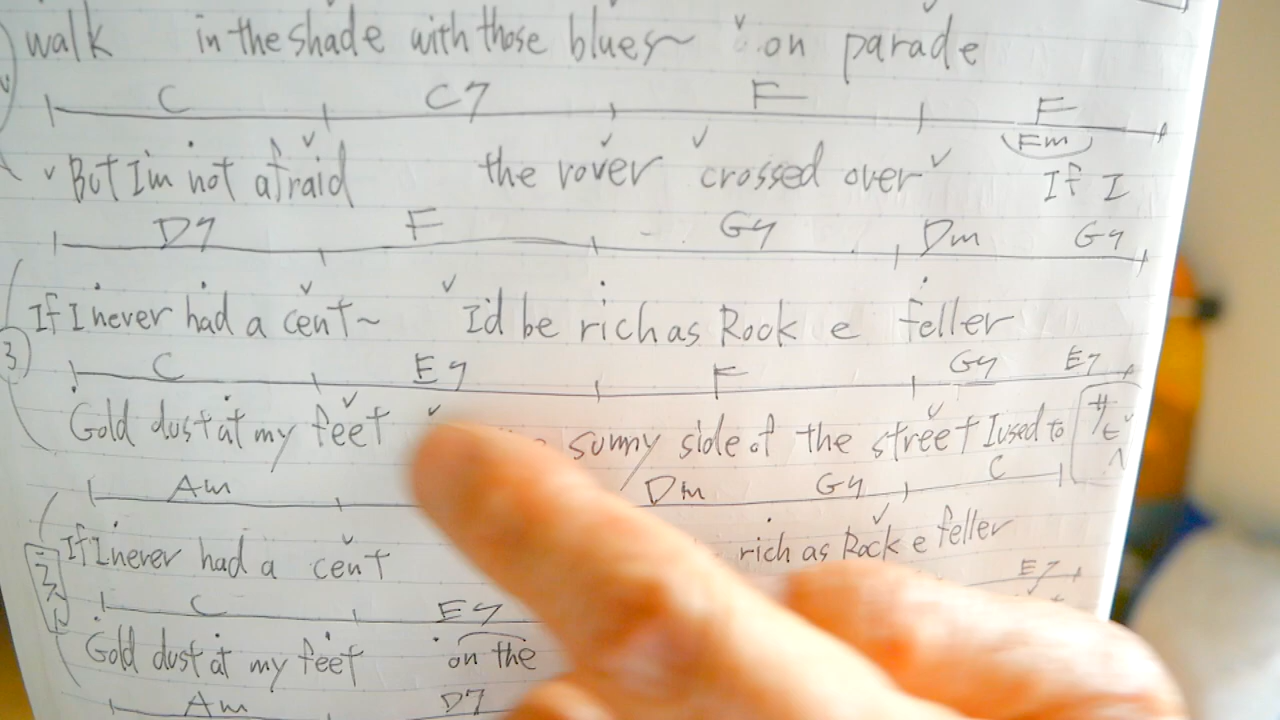 walk in the shade with those blues~ on parade
C C7 F F
Em
But I'm not afraid the rover crossed over If I
D7 F G7 Dm G7
If I never had a cent~ I'd be rich as Rock e feller
3
C E7 F G7 E7
Gold dust at my feet sunny side of the street I used to
Am Dm G7 C
If I never had a cent rich as Rock e feller
C E7 E7
Gold dust at my feet on the
Am D7